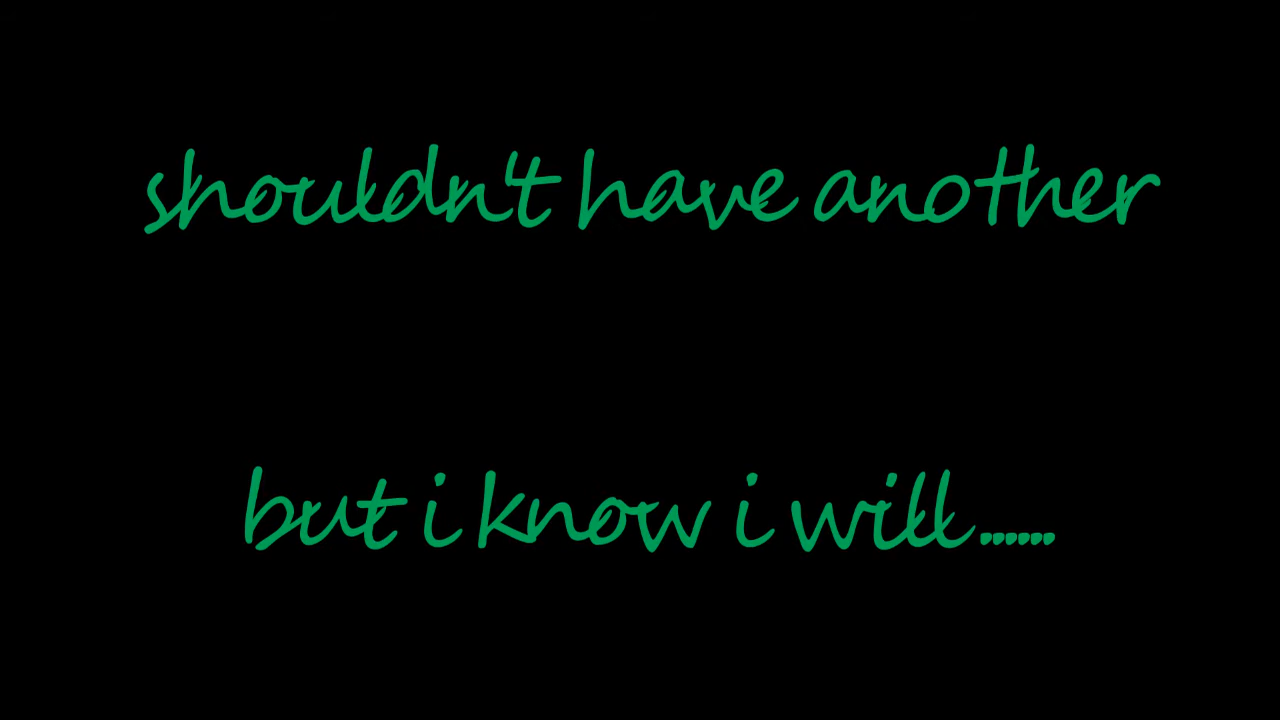 shouldn't have another
but i know i will......